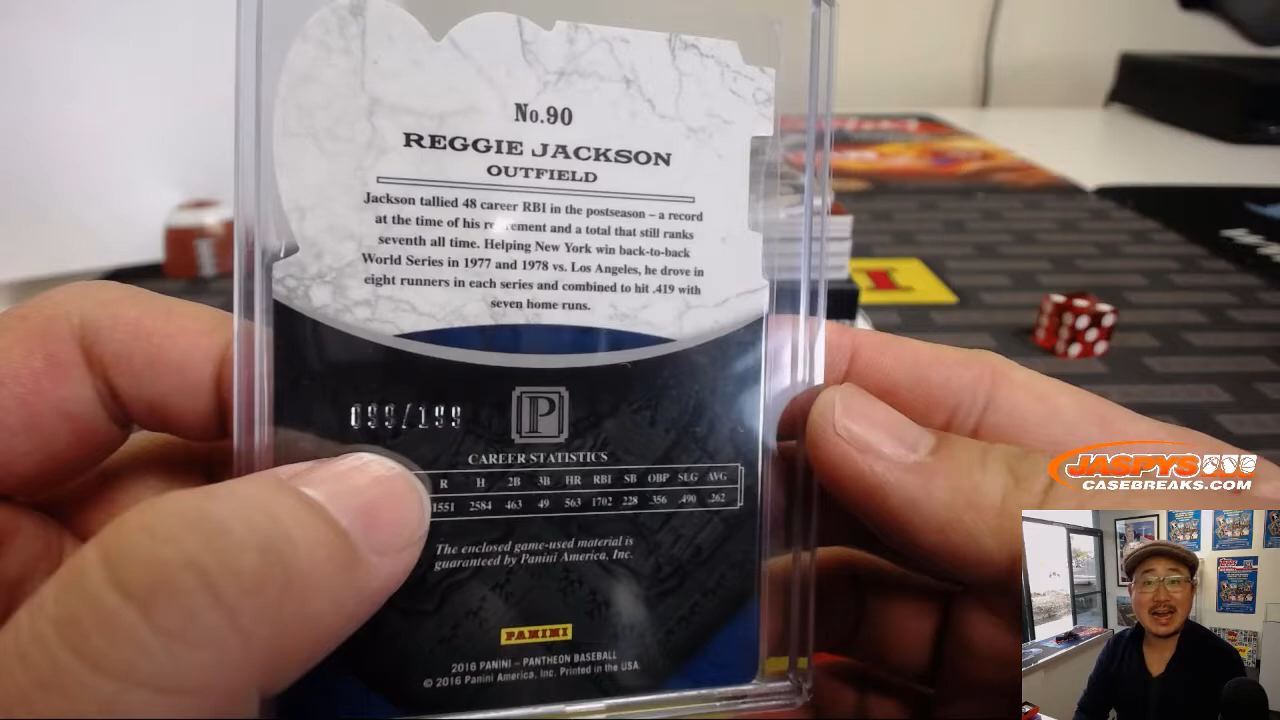 No.90
REGGIE JACKSON
OUTFIELD
Jackson tallied 48 career RBI in the postseason – a record
at the time of his retirement and a total that still ranks
seventh all time. Helping New York win back-to-back
World Series in 1977 and 1978 vs. Los Angeles, he drove in
eight runners in each series and combined to hit .419 with
seven home runs.
P
099/199
CAREER STATISTICS
R H 2B 3B HR RBI SB OBP SLG AVG
1551 2584 463 49 563 1702 228 .356 .490 .262
The enclosed game-used material is
guaranteed by Panini America, Inc.
PANINI
2016 PANINI – PANTHEON BASEBALL
© 2016 Panini America, Inc. Printed in the USA.
JASPYS
CASEBREAKS.COM